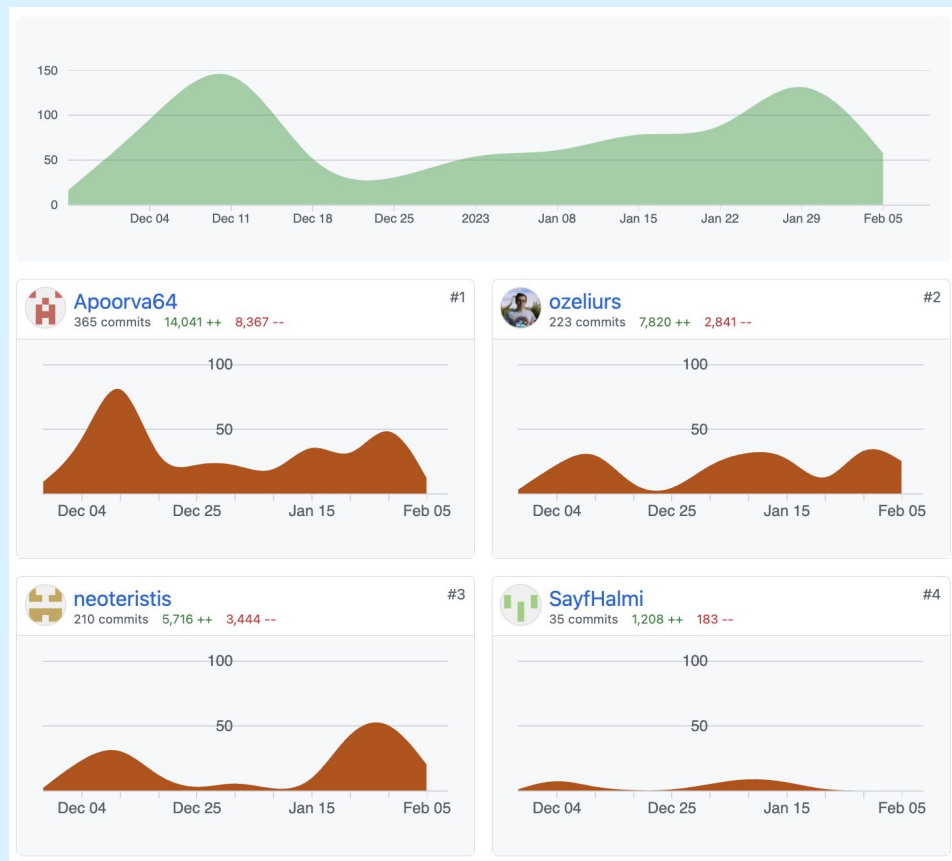 150
100
50
0
Dec 04 Dec 11 Dec 18 Dec 25 2023 Jan 08 Jan 15 Jan 22 Jan 29 Feb 05
Apoorva64 #1
365 commits 14,041 ++ 8,367 --
100
50
Dec 04 Dec 25 Jan 15 Feb 05
ozeliurs #2
223 commits 7,820 ++ 2,841 --
100
50
Dec 04 Dec 25 Jan 15 Feb 05
neoteristis #3
210 commits 5,716 ++ 3,444 --
100
50
Dec 04 Dec 25 Jan 15 Feb 05
SayfHalmi #4
35 commits 1,208 ++ 183 --
100
50
Dec 04 Dec 25 Jan 15 Feb 05